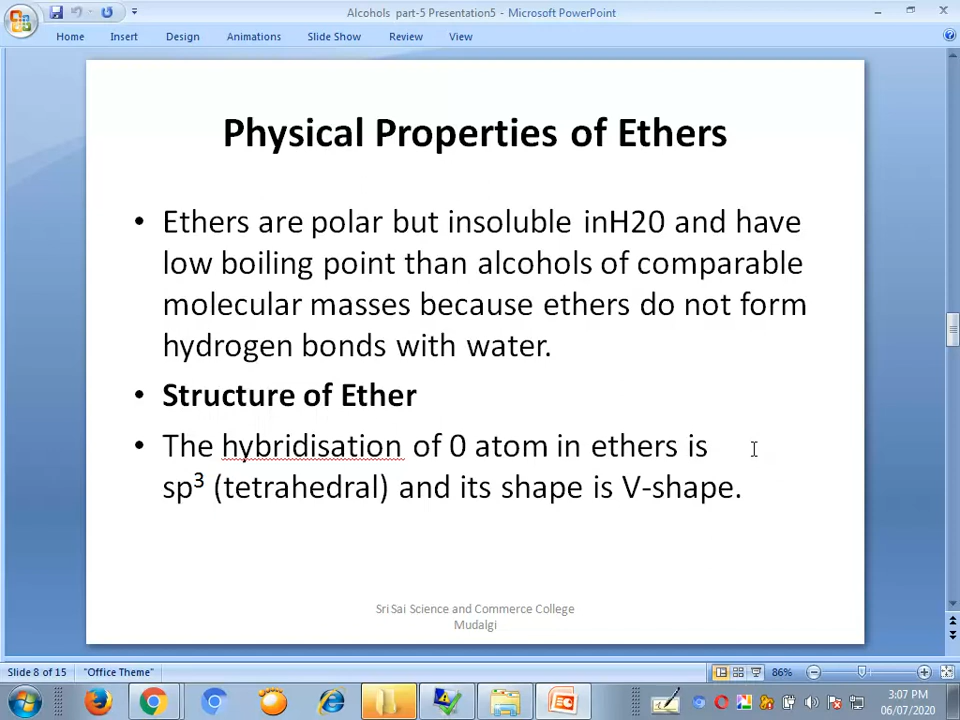 Alcohols part-5 Presentation5 - Microsoft PowerPoint
Home Insert Design Animations Slide Show Review View
Physical Properties of Ethers
• Ethers are polar but insoluble inH20 and have
low boiling point than alcohols of comparable
molecular masses because ethers do not form
hydrogen bonds with water.
• Structure of Ether
• The hybridisation of 0 atom in ethers is
sp³ (tetrahedral) and its shape is V-shape.
Sri Sai Science and Commerce College
Mudalgi
Slide 8 of 15 "Office Theme" 86%
3:07 PM
06/07/2020